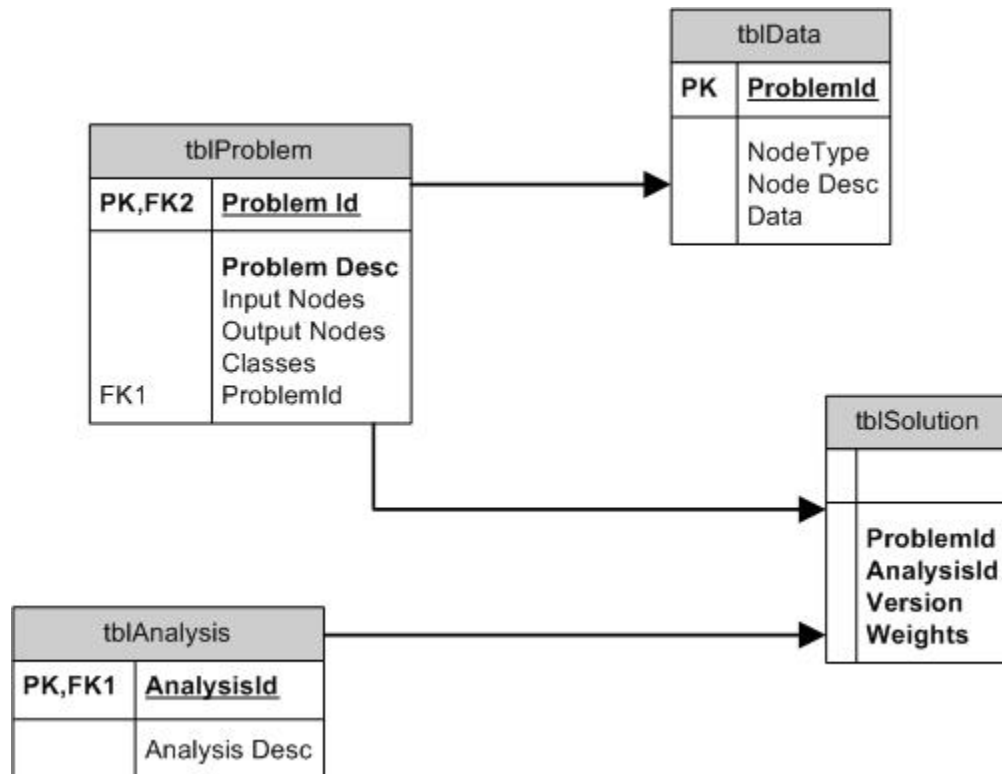 tblData
PK ProblemId
NodeType
Node Desc
Data
tblProblem
PK,FK2 Problem Id
Problem Desc
Input Nodes
Output Nodes
Classes
FK1 ProblemId
tblSolution
ProblemId
AnalysisId
Version
Weights
tblAnalysis
PK,FK1 AnalysisId
Analysis Desc